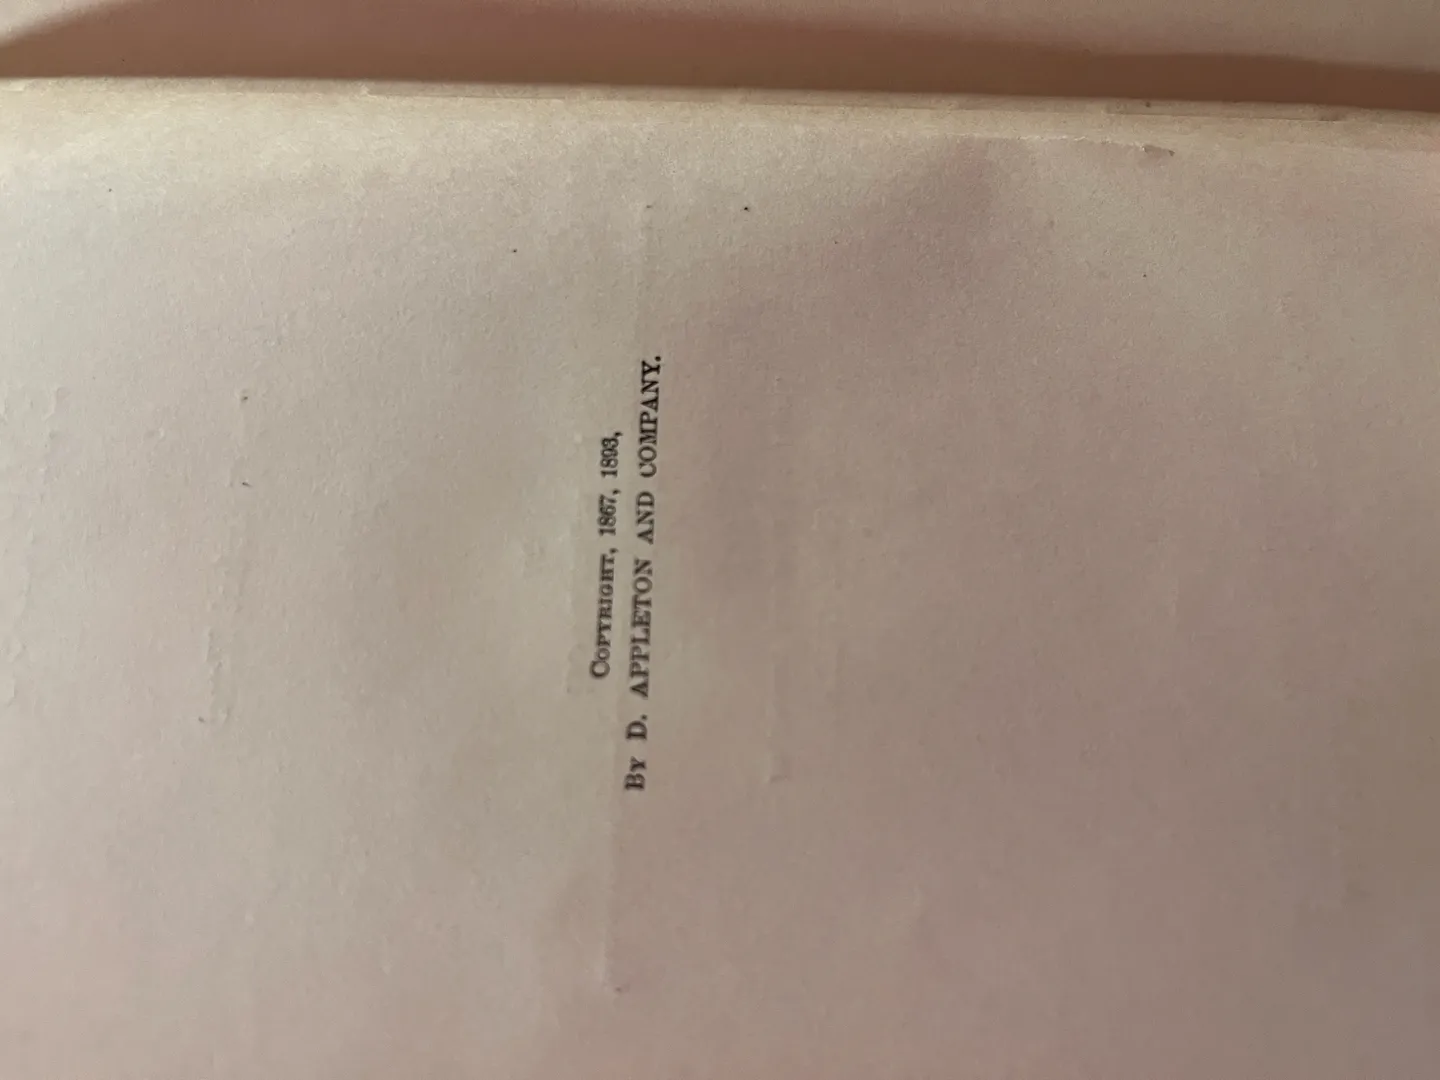 Copyright, 1867, 1893,
By D. APPLETON AND COMPANY.